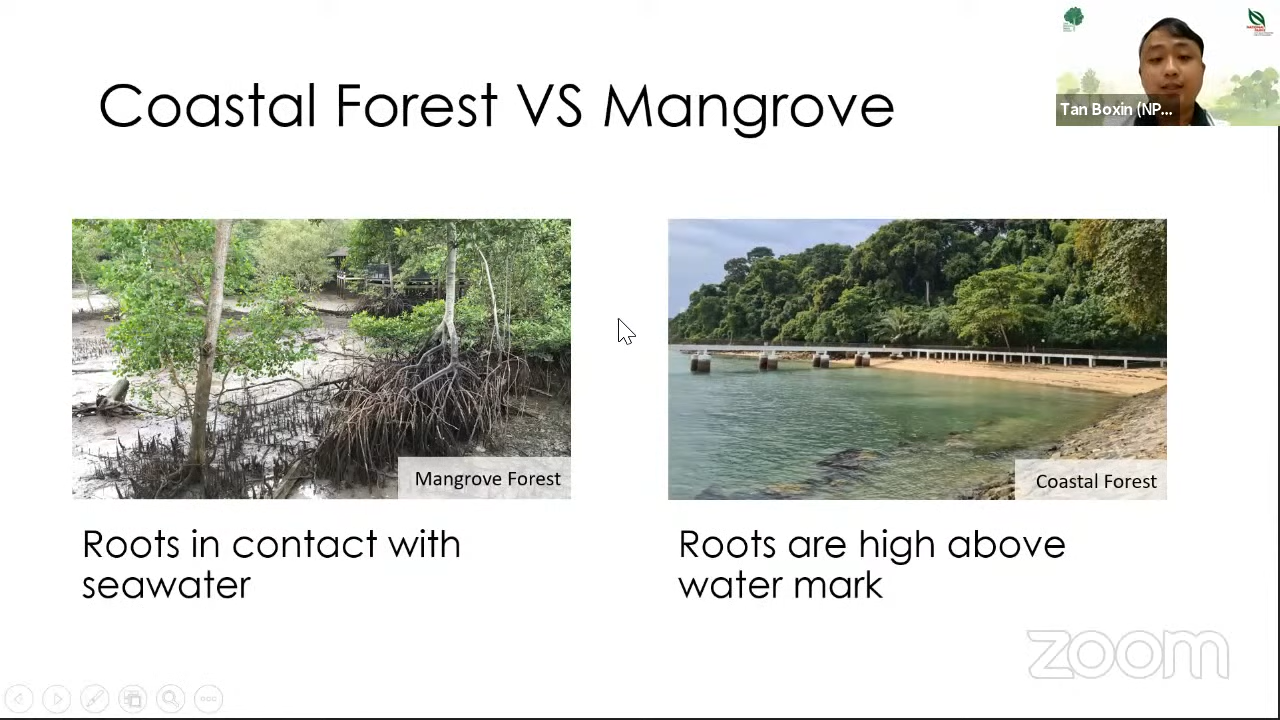 Coastal Forest VS Mangrove
Tan Boxin (NP...
Mangrove Forest
Coastal Forest
Roots in contact with
seawater
Roots are high above
water mark
zoom